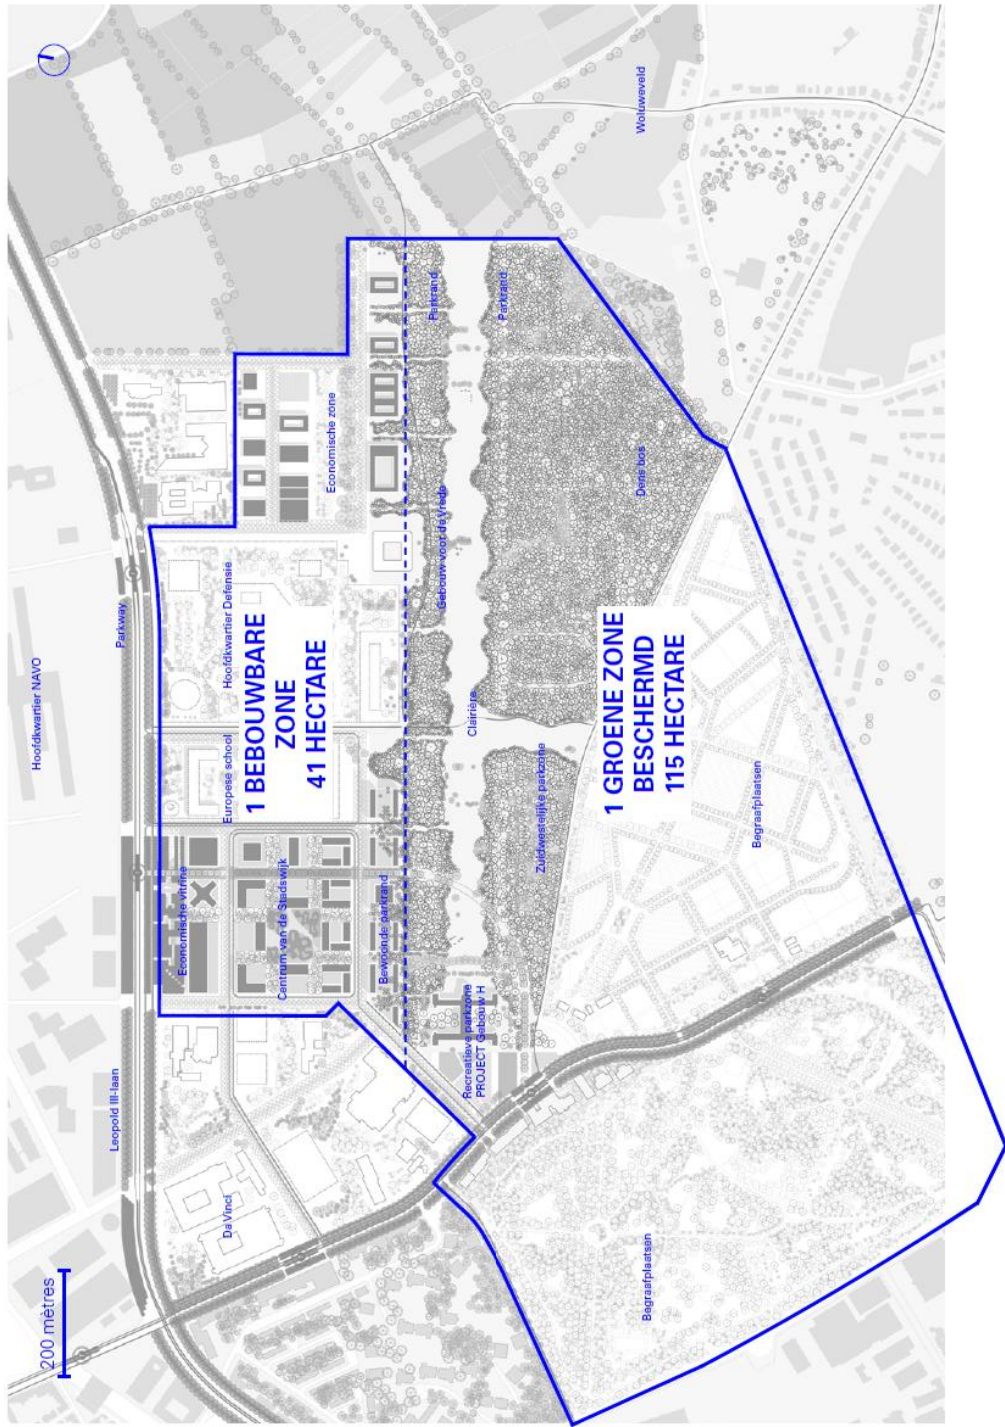 200 mètres
Hoofdkwartier NAVO
Leopold III-laan
Parkway
Da Vinci
Economische vitrine
Europese school
Hoofdkwartier Defensie
1 BEBOUWBARE
ZONE
41 HECTARE
Centrum van de Stadswijk
Economische zone
Bewoonde parkrand
Gebouw voor de Vrede
Parkrand
Recreatieve parkzone
PROJECT Gebouw H
Clairière
Parkrand
Zuidwestelijke parkzone
1 GROENE ZONE
BESCHERMD
115 HECTARE
Dens bos
Woluweveld
Begraafplaatsen
Begraafplaatsen